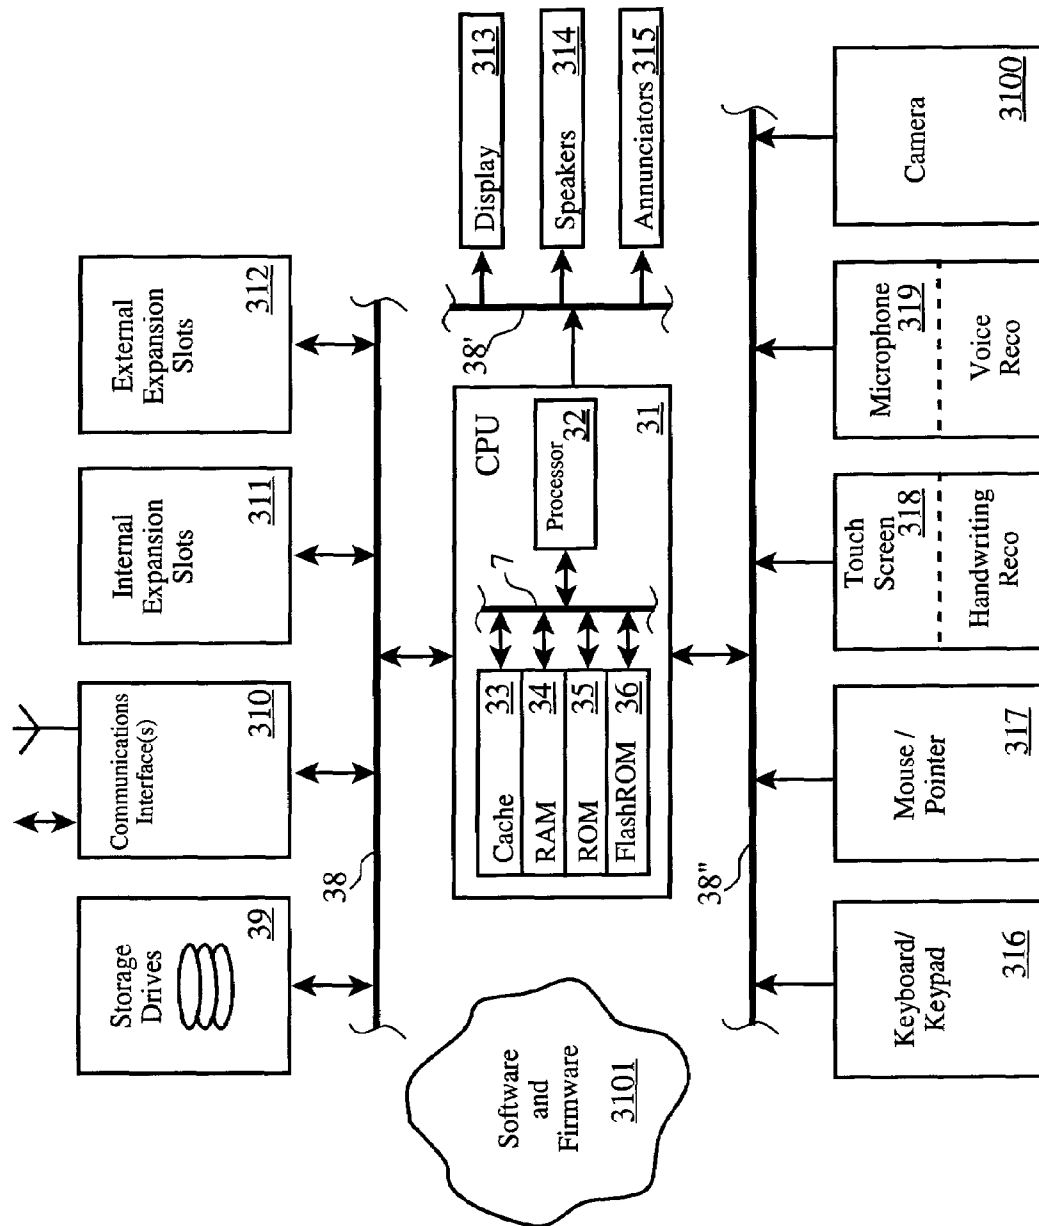 Storage
Drives
39
Communications
Interface(s)
310
Internal
Expansion
Slots
311
External
Expansion
Slots
312
38
Software
and
Firmware
3101
CPU
31
Cache 33
RAM 34
ROM 35
FlashROM 36
7
Processor
32
38'
Display 313
Speakers 314
Annunciators 315
38"
Keyboard/
Keypad
316
Mouse /
Pointer
317
Touch
Screen
318
Handwriting
Reco
Microphone
319
Voice
Reco
Camera
3100